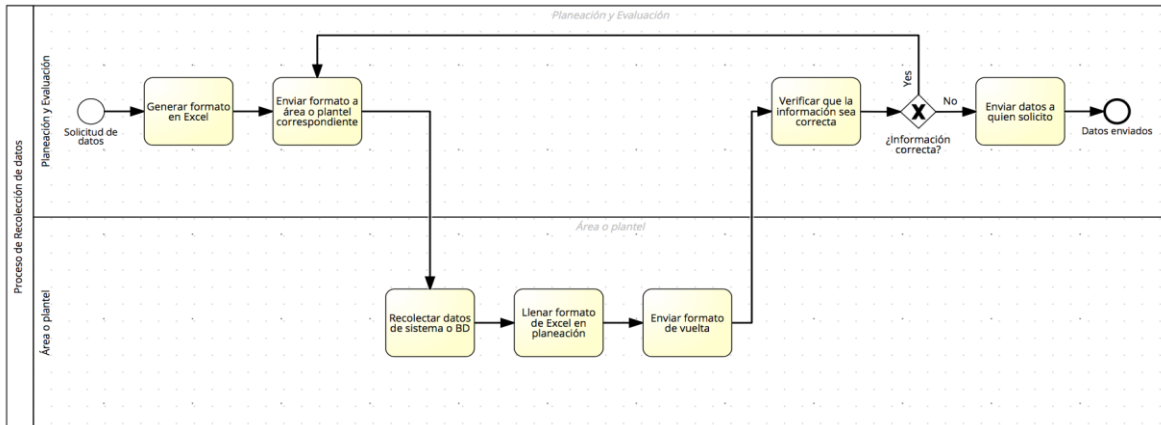 Proceso de Recolección de datos
Planeación y Evaluación
Planeación y Evaluación
Solicitud de
datos
Generar formato
en Excel
Enviar formato a
área o plantel
correspondiente
Verificar que la
información sea
correcta
Yes
No
¿Información
correcta?
Enviar datos a
quien solicito
Datos enviados
Área o plantel
Área o plantel
Recolectar datos
de sistema o BD
Llenar formato
de Excel en
planeación
Enviar formato
de vuelta